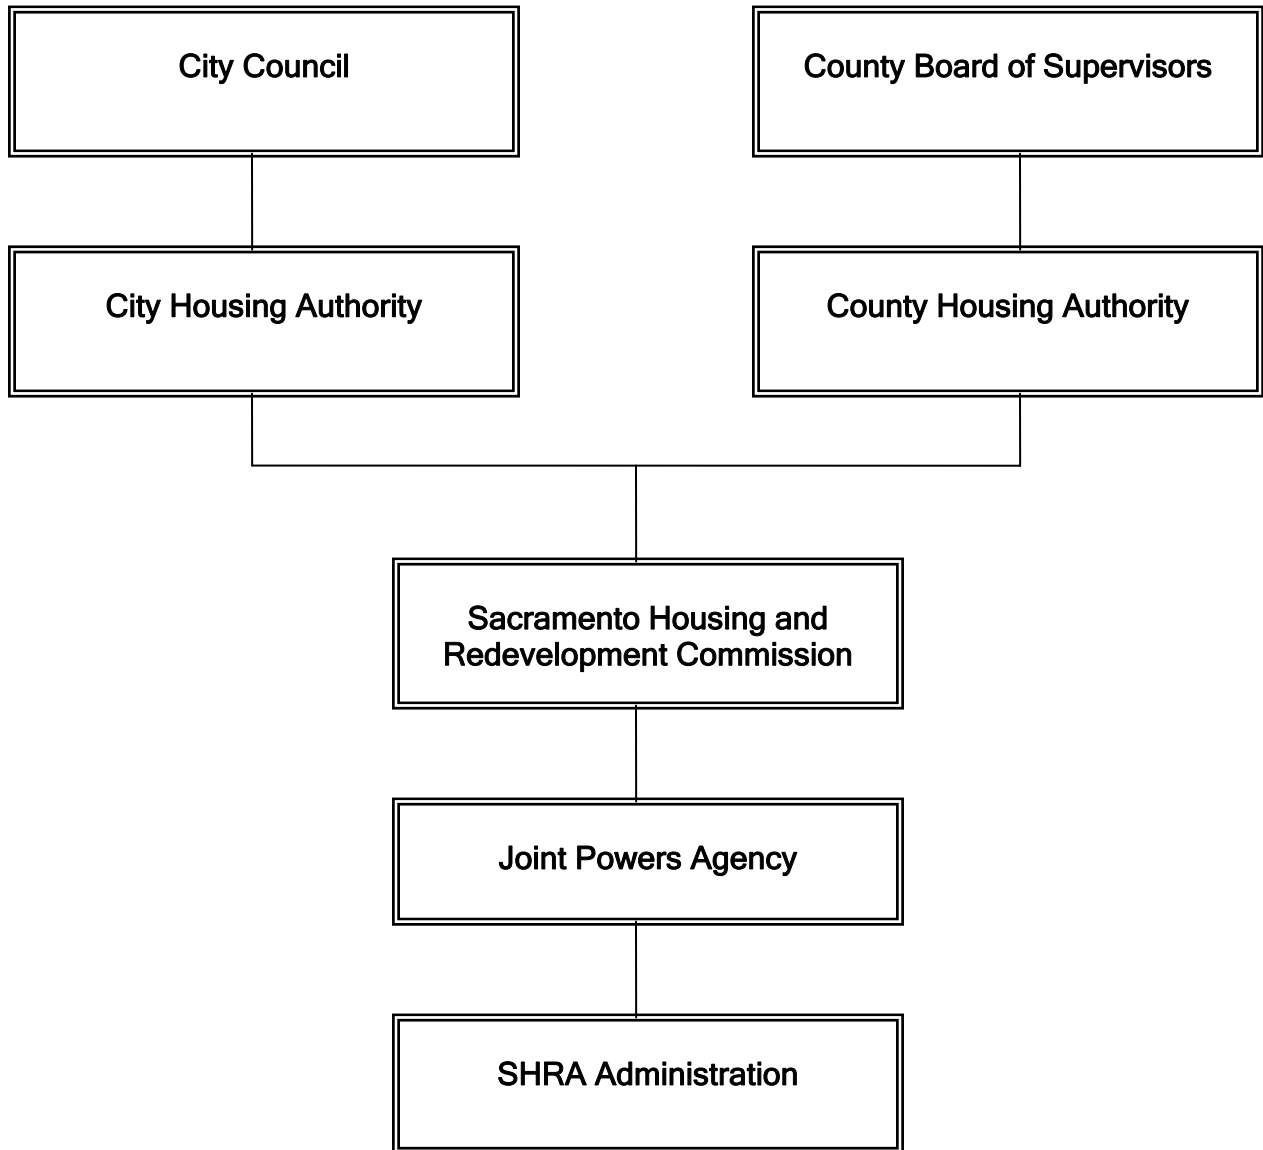 City Council
County Board of Supervisors
City Housing Authority
County Housing Authority
Sacramento Housing and
Redevelopment Commission
Joint Powers Agency
SHRA Administration